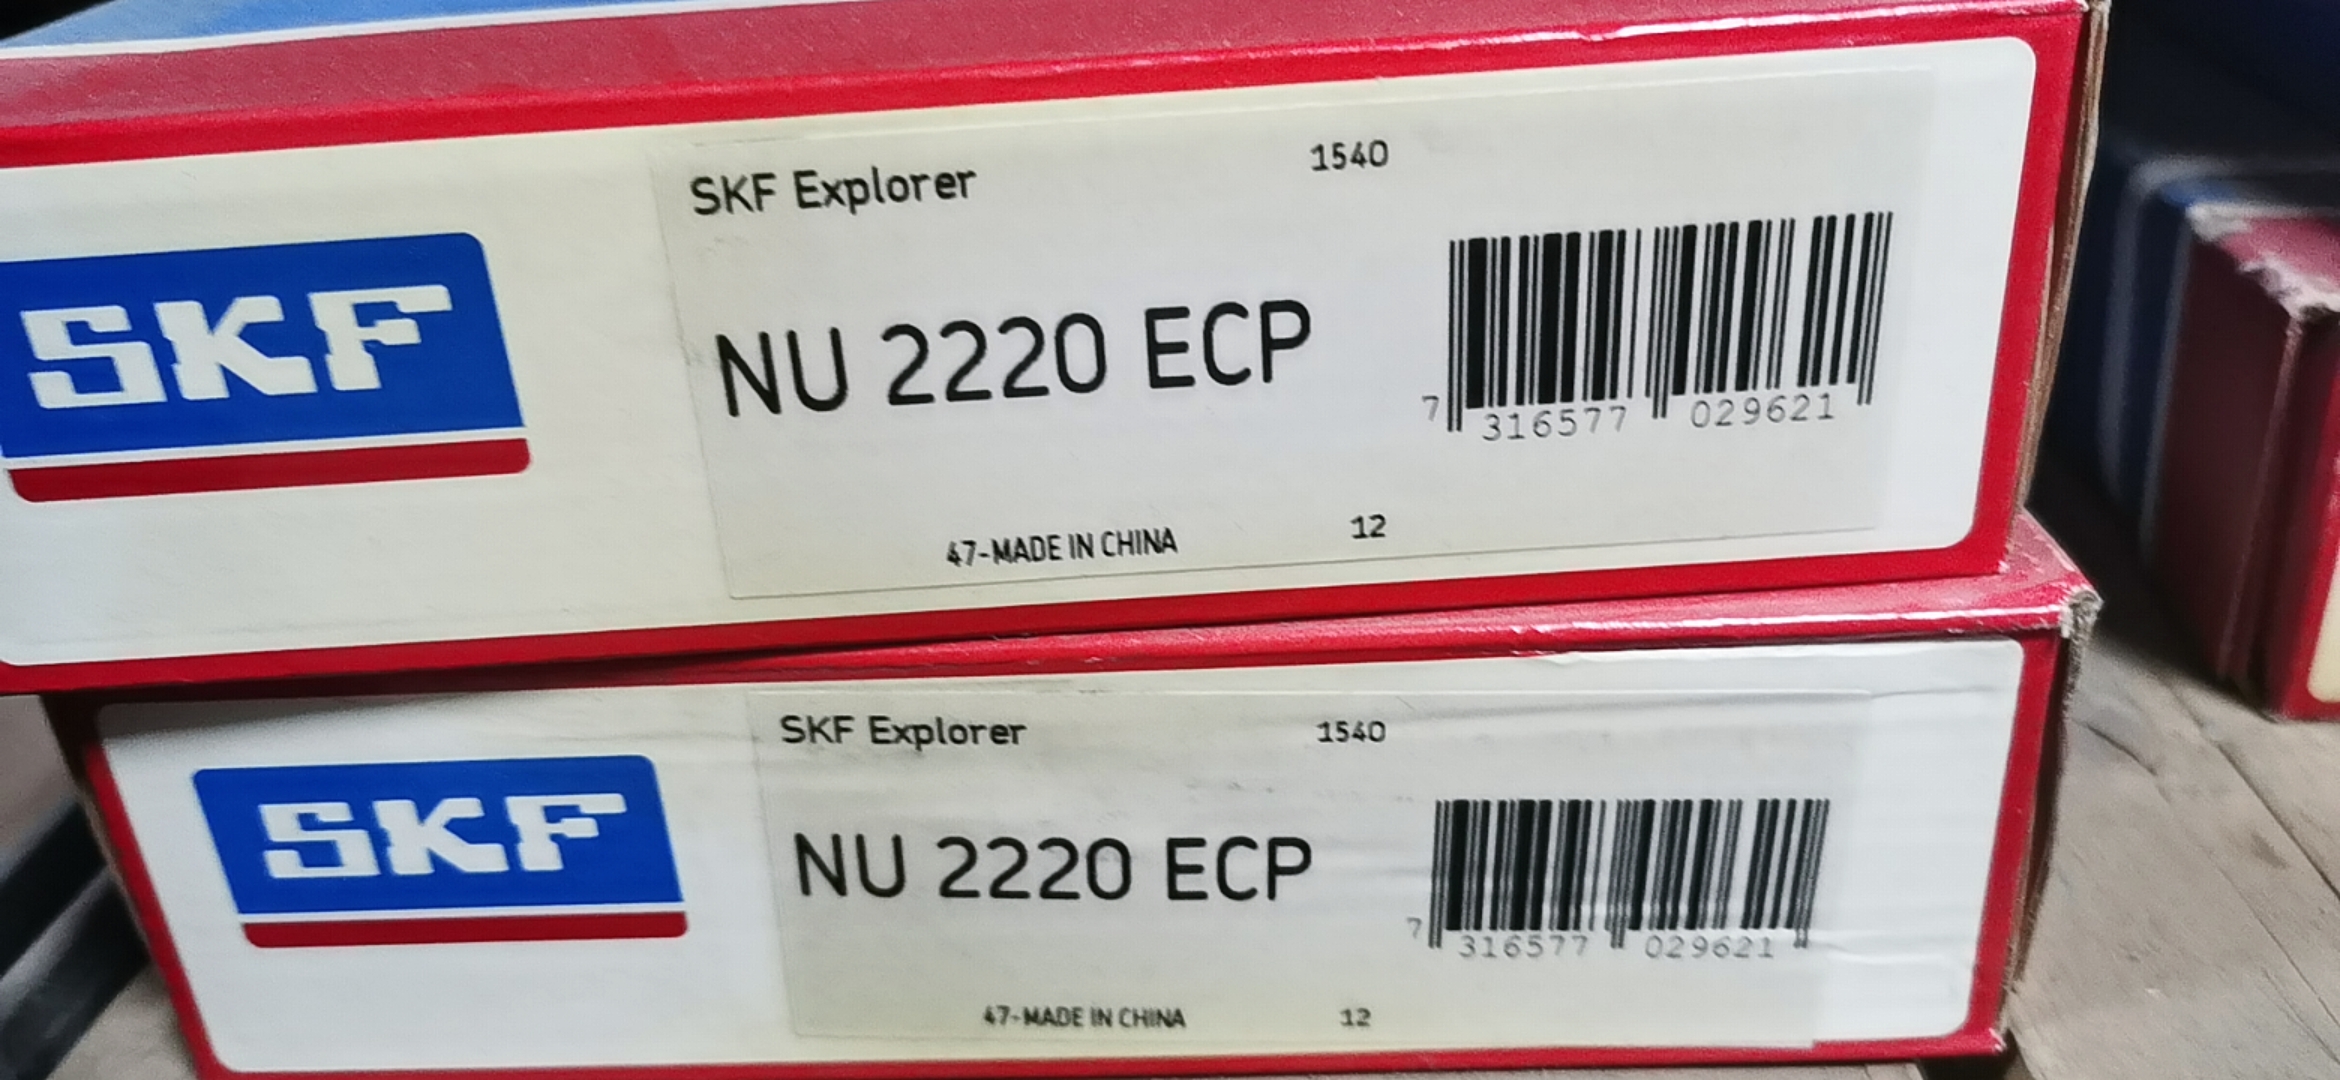 SKF
SKF Explorer
1540
NU 2220 ECP
7 316577 029621
47-MADE IN CHINA
12
SKF
SKF Explorer
1540
NU 2220 ECP
7 316577 029621
47-MADE IN CHINA
12